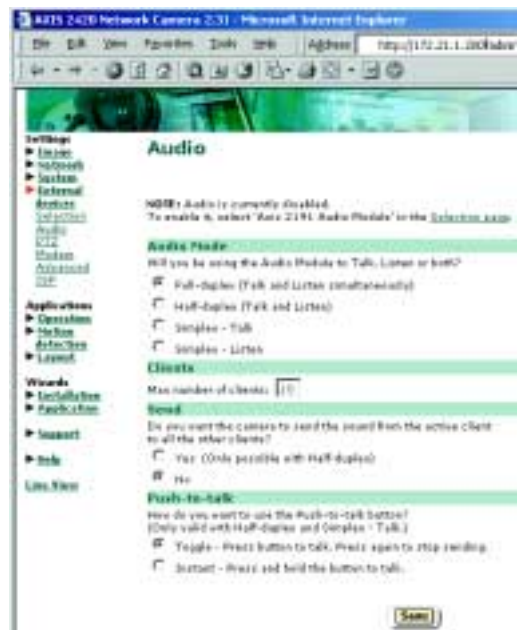 AXIS 2420 Network Camera 2.31 - Microsoft Internet Explorer
File Edit View Favorites Tools Help Address
Settings
Image
Network
System
External
devices
Selection
Audio
PTZ
Modem
Advanced
Applications
Operation
Motion
detection
Layout
Wizards
Installation
Application
Support
Help
Live View
Audio
NOTE: Audio is currently disabled.
To enable it, select 'Axis 2191 Audio Module' in the Selection page
Audio Mode
Will you be using the Audio Module to Talk, Listen or both?
Full-duplex (Talk and Listen simultaneously)
Half-duplex (Talk and Listen)
Simplex - Talk
Simplex - Listen
Clients
Max number of clients:
Send
Do you want the camera to send the sound from the active client
to all the other clients?
Yes (Only possible with Half-duplex)
No
Push-to-talk
How do you want to use the Push-to-talk button?
(Only valid with Half-duplex and Simplex - Talk.)
Toggle - Press button to talk. Press again to stop sending.
Instant - Press and hold the button to talk.
Save